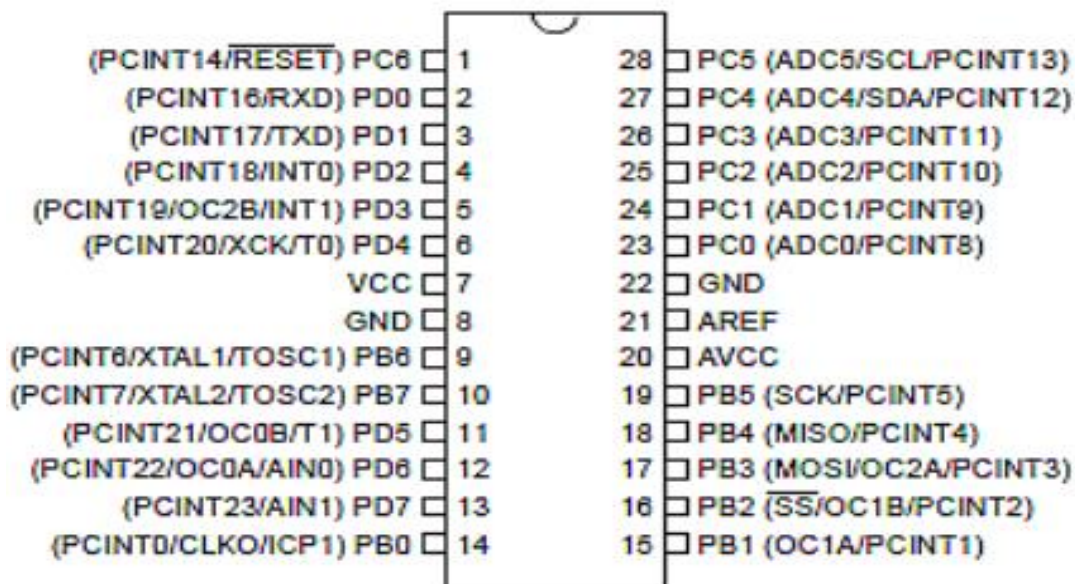 (PCINT14/RESET) PC6 1 28 PC5 (ADC5/SCL/PCINT13)
(PCINT16/RXD) PD0 2 27 PC4 (ADC4/SDA/PCINT12)
(PCINT17/TXD) PD1 3 26 PC3 (ADC3/PCINT11)
(PCINT18/INT0) PD2 4 25 PC2 (ADC2/PCINT10)
(PCINT19/OC2B/INT1) PD3 5 24 PC1 (ADC1/PCINT9)
(PCINT20/XCK/T0) PD4 6 23 PC0 (ADC0/PCINT8)
VCC 7 22 GND
GND 8 21 AREF
(PCINT6/XTAL1/TOSC1) PB6 9 20 AVCC
(PCINT7/XTAL2/TOSC2) PB7 10 19 PB5 (SCK/PCINT5)
(PCINT21/OC0B/T1) PD5 11 18 PB4 (MISO/PCINT4)
(PCINT22/OC0A/AIN0) PD6 12 17 PB3 (MOSI/OC2A/PCINT3)
(PCINT23/AIN1) PD7 13 16 PB2 (SS/OC1B/PCINT2)
(PCINT0/CLKO/ICP1) PB0 14 15 PB1 (OC1A/PCINT1)